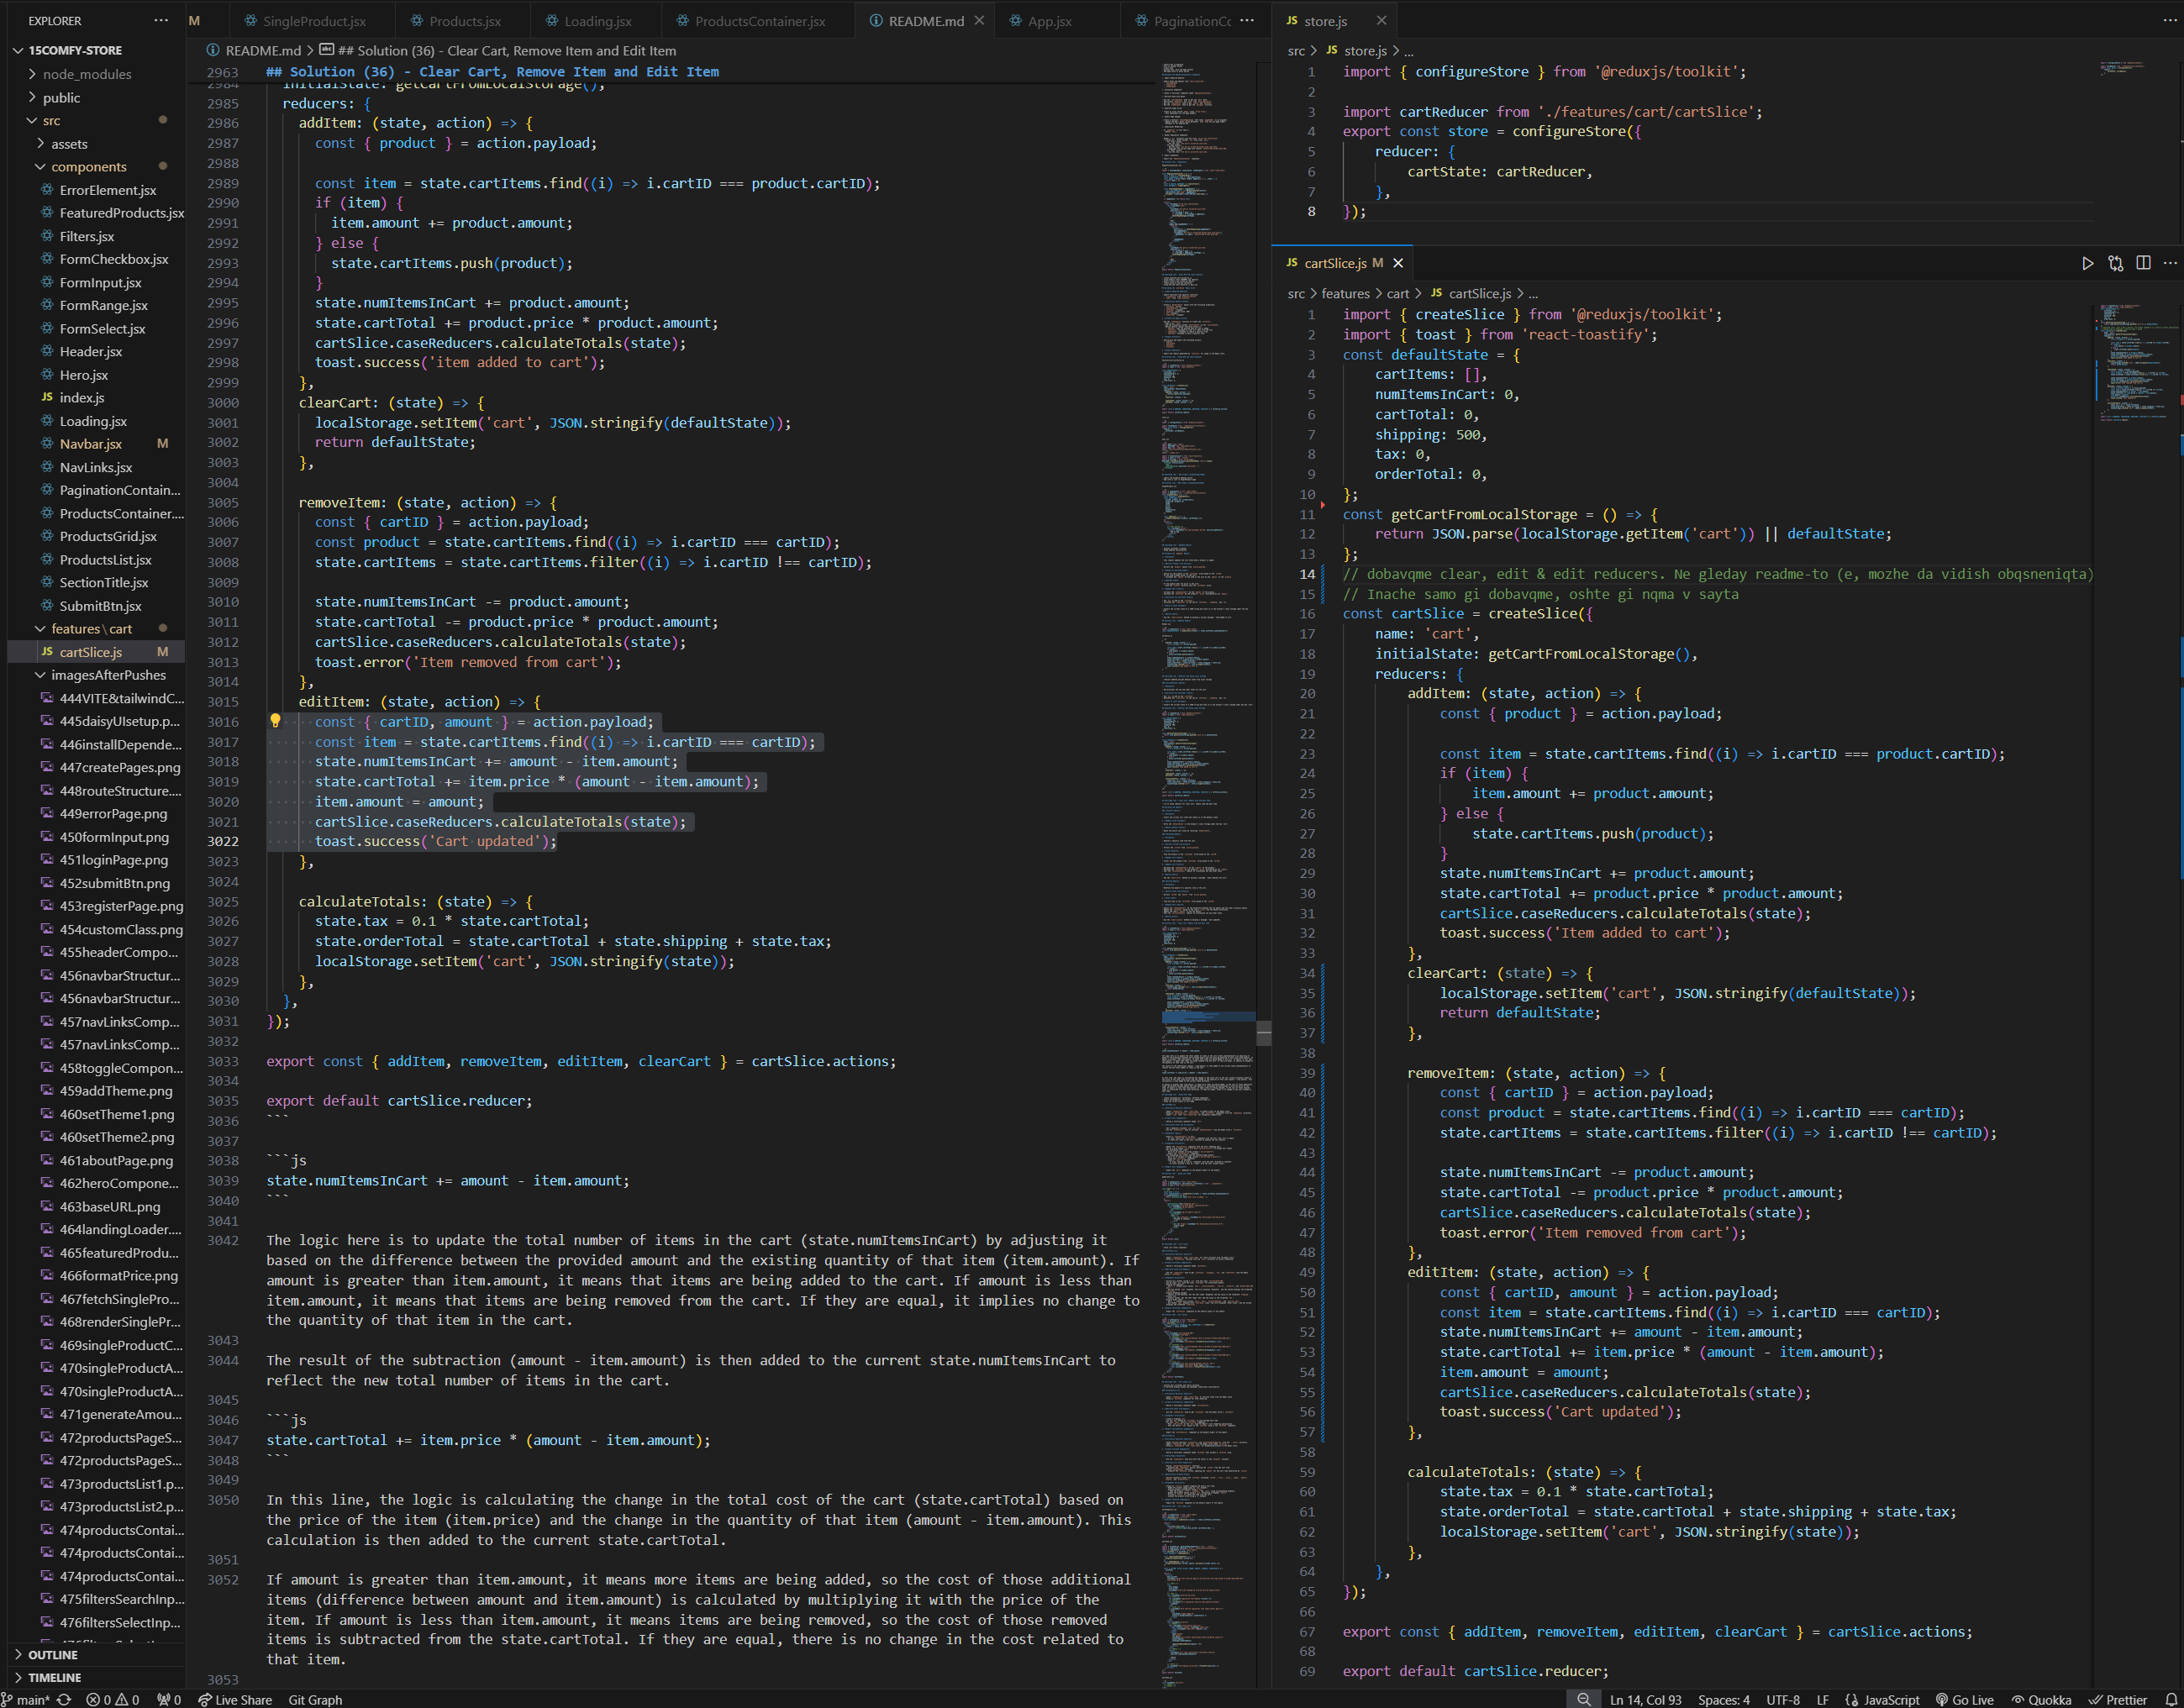 EXPLORER
15COMFY-STORE
node_modules
public
src
assets
components
ErrorElement.jsx
FeaturedProducts.jsx
Filters.jsx
FormCheckbox.jsx
FormInput.jsx
FormRange.jsx
FormSelect.jsx
Header.jsx
Hero.jsx
JS index.js
Loading.jsx
Navbar.jsx M
NavLinks.jsx
PaginationContain...
ProductsContainer....
ProductsGrid.jsx
ProductsList.jsx
SectionTitle.jsx
SubmitBtn.jsx
features\cart
JS cartSlice.js M
imagesAfterPushes
444VITE&tailwindC...
445daisyUIsetup.p...
446installDepende...
447createPages.png
448routeStructure....
449errorPage.png
450formInput.png
451loginPage.png
452submitBtn.png
453registerPage.png
454customClass.png
455headerCompo...
456navbarStructur...
456navbarStructur...
457navLinksComp...
457navLinksComp...
458toggleCompon...
459addTheme.png
460setTheme1.png
460setTheme2.png
461aboutPage.png
462heroCompone...
463baseURL.png
464landingLoader....
465featuredProdu...
466formatPrice.png
467fetchSinglePro...
468renderSinglePr...
469singleProductC...
470singleProductA...
470singleProductA...
471generateAmou...
472productsPageS...
472productsPageS...
473productsList1.p...
473productsList2.p...
474productsContai...
474productsContai...
474productsContai...
475filtersSearchInp...
476filtersSelectInp...
OUTLINE
TIMELINE
M SingleProduct.jsx Products.jsx Loading.jsx ProductsContainer.jsx README.md App.jsx PaginationCo
README.md > ## Solution (36) - Clear Cart, Remove Item and Edit Item
2963 ## Solution (36) - Clear Cart, Remove Item and Edit Item
2984 initialState: getCartFromLocalStorage(),
2985 reducers: {
2986 addItem: (state, action) => {
2987 const { product } = action.payload;
2988
2989 const item = state.cartItems.find((i) => i.cartID === product.cartID);
2990 if (item) {
2991 item.amount += product.amount;
2992 } else {
2993 state.cartItems.push(product);
2994 }
2995 state.numItemsInCart += product.amount;
2996 state.cartTotal += product.price * product.amount;
2997 cartSlice.caseReducers.calculateTotals(state);
2998 toast.success('item added to cart');
2999 },
3000 clearCart: (state) => {
3001 localStorage.setItem('cart', JSON.stringify(defaultState));
3002 return defaultState;
3003 },
3004
3005 removeItem: (state, action) => {
3006 const { cartID } = action.payload;
3007 const product = state.cartItems.find((i) => i.cartID === cartID);
3008 state.cartItems = state.cartItems.filter((i) => i.cartID !== cartID);
3009
3010 state.numItemsInCart -= product.amount;
3011 state.cartTotal -= product.price * product.amount;
3012 cartSlice.caseReducers.calculateTotals(state);
3013 toast.error('Item removed from cart');
3014 },
3015 editItem: (state, action) => {
3016 const { cartID, amount } = action.payload;
3017 const item = state.cartItems.find((i) => i.cartID === cartID);
3018 state.numItemsInCart += amount - item.amount;
3019 state.cartTotal += item.price * (amount - item.amount);
3020 item.amount = amount;
3021 cartSlice.caseReducers.calculateTotals(state);
3022 toast.success('Cart updated');
3023 },
3024
3025 calculateTotals: (state) => {
3026 state.tax = 0.1 * state.cartTotal;
3027 state.orderTotal = state.cartTotal + state.shipping + state.tax;
3028 localStorage.setItem('cart', JSON.stringify(state));
3029 },
3030 },
3031 });
3032
3033 export const { addItem, removeItem, editItem, clearCart } = cartSlice.actions;
3034
3035 export default cartSlice.reducer;
3036 ```
3037
3038 ```js
3039 state.numItemsInCart += amount - item.amount;
3040 ```
3041
3042 The logic here is to update the total number of items in the cart (state.numItemsInCart) by adjusting it
based on the difference between the provided amount and the existing quantity of that item (item.amount). If
amount is greater than item.amount, it means that items are being added to the cart. If amount is less than
item.amount, it means that items are being removed from the cart. If they are equal, it implies no change to
the quantity of that item in the cart.
3043
3044 The result of the subtraction (amount - item.amount) is then added to the current state.numItemsInCart to
reflect the new total number of items in the cart.
3045
3046 ```js
3047 state.cartTotal += item.price * (amount - item.amount);
3048 ```
3049
3050 In this line, the logic is calculating the change in the total cost of the cart (state.cartTotal) based on
the price of the item (item.price) and the change in the quantity of that item (amount - item.amount). This
calculation is then added to the current state.cartTotal.
3051
3052 If amount is greater than item.amount, it means more items are being added, so the cost of those additional
items (difference between amount and item.amount) is calculated by multiplying it with the price of the
item. If amount is less than item.amount, it means items are being removed, so the cost of those removed
items is subtracted from the state.cartTotal. If they are equal, there is no change in the cost related to
that item.
3053
JS store.js
src > JS store.js > ...
1 import { configureStore } from '@reduxjs/toolkit';
2
3 import cartReducer from './features/cart/cartSlice';
4 export const store = configureStore({
5 reducer: {
6 cartState: cartReducer,
7 },
8 });
JS cartSlice.js M
src > features > cart > JS cartSlice.js > ...
1 import { createSlice } from '@reduxjs/toolkit';
2 import { toast } from 'react-toastify';
3 const defaultState = {
4 cartItems: [],
5 numItemsInCart: 0,
6 cartTotal: 0,
7 shipping: 500,
8 tax: 0,
9 orderTotal: 0,
10 };
11 const getCartFromLocalStorage = () => {
12 return JSON.parse(localStorage.getItem('cart')) || defaultState;
13 };
14 // dobavqme clear, edit & edit reducers. Ne gleday readme-to (e, mozhe da vidish obqsneniqta)
15 // Inache samo gi dobavqme, oshte gi nqma v sayta
16 const cartSlice = createSlice({
17 name: 'cart',
18 initialState: getCartFromLocalStorage(),
19 reducers: {
20 addItem: (state, action) => {
21 const { product } = action.payload;
22
23 const item = state.cartItems.find((i) => i.cartID === product.cartID);
24 if (item) {
25 item.amount += product.amount;
26 } else {
27 state.cartItems.push(product);
28 }
29 state.numItemsInCart += product.amount;
30 state.cartTotal += product.price * product.amount;
31 cartSlice.caseReducers.calculateTotals(state);
32 toast.success('Item added to cart');
33 },
34 clearCart: (state) => {
35 localStorage.setItem('cart', JSON.stringify(defaultState));
36 return defaultState;
37 },
38
39 removeItem: (state, action) => {
40 const { cartID } = action.payload;
41 const product = state.cartItems.find((i) => i.cartID === cartID);
42 state.cartItems = state.cartItems.filter((i) => i.cartID !== cartID);
43
44 state.numItemsInCart -= product.amount;
45 state.cartTotal -= product.price * product.amount;
46 cartSlice.caseReducers.calculateTotals(state);
47 toast.error('Item removed from cart');
48 },
49 editItem: (state, action) => {
50 const { cartID, amount } = action.payload;
51 const item = state.cartItems.find((i) => i.cartID === cartID);
52 state.numItemsInCart += amount - item.amount;
53 state.cartTotal += item.price * (amount - item.amount);
54 item.amount = amount;
55 cartSlice.caseReducers.calculateTotals(state);
56 toast.success('Cart updated');
57 },
58
59 calculateTotals: (state) => {
60 state.tax = 0.1 * state.cartTotal;
61 state.orderTotal = state.cartTotal + state.shipping + state.tax;
62 localStorage.setItem('cart', JSON.stringify(state));
63 },
64 },
65 });
66
67 export const { addItem, removeItem, editItem, clearCart } = cartSlice.actions;
68
69 export default cartSlice.reducer;
main* 0 0 0 Live Share Git Graph Ln 14, Col 93 Spaces: 4 UTF-8 LF {} JavaScript Go Live Quokka Prettier